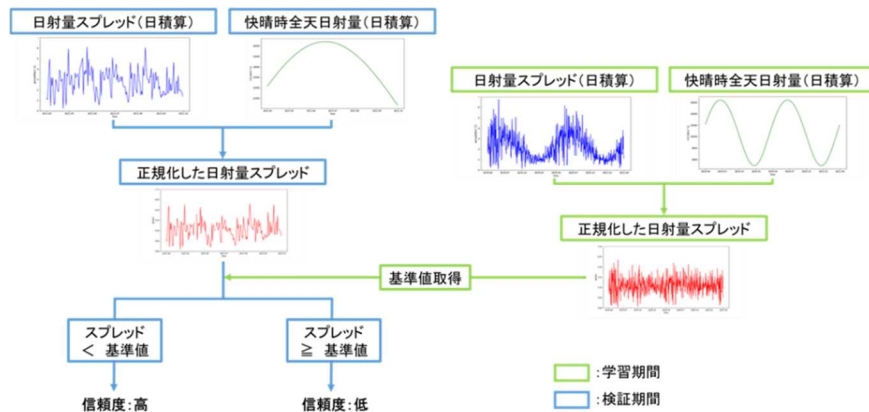 日射量スプレッド(日積算)
快晴時全天日射量(日積算)
日射量スプレッド(日積算)
快晴時全天日射量(日積算)
正規化した日射量スプレッド
正規化した日射量スプレッド
基準値取得
スプレッド
< 基準値
スプレッド
≧ 基準値
信頼度:高
信頼度:低
:学習期間
:検証期間